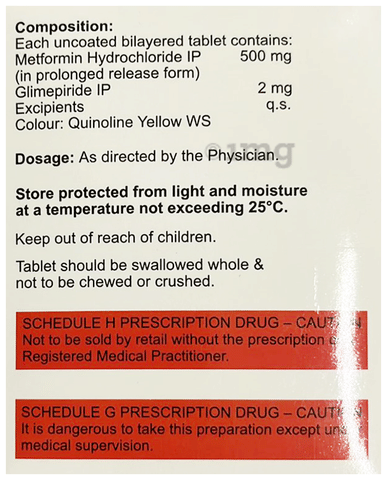 Composition:
Each uncoated bilayered tablet contains:
Metformin Hydrochloride IP 500 mg
(in prolonged release form)
Glimepiride IP 2 mg
Excipients q.s.
Colour: Quinoline Yellow WS
Dosage: As directed by the Physician.
1mg
Store protected from light and moisture
at a temperature not exceeding 25°C.
Keep out of reach of children.
Tablet should be swallowed whole &
not to be chewed or crushed.
SCHEDULE H PRESCRIPTION DRUG – CAUTION
Not to be sold by retail without the prescription
Registered Medical Practitioner.
SCHEDULE G PRESCRIPTION DRUG – CAUTION
It is dangerous to take this preparation except
medical supervision.